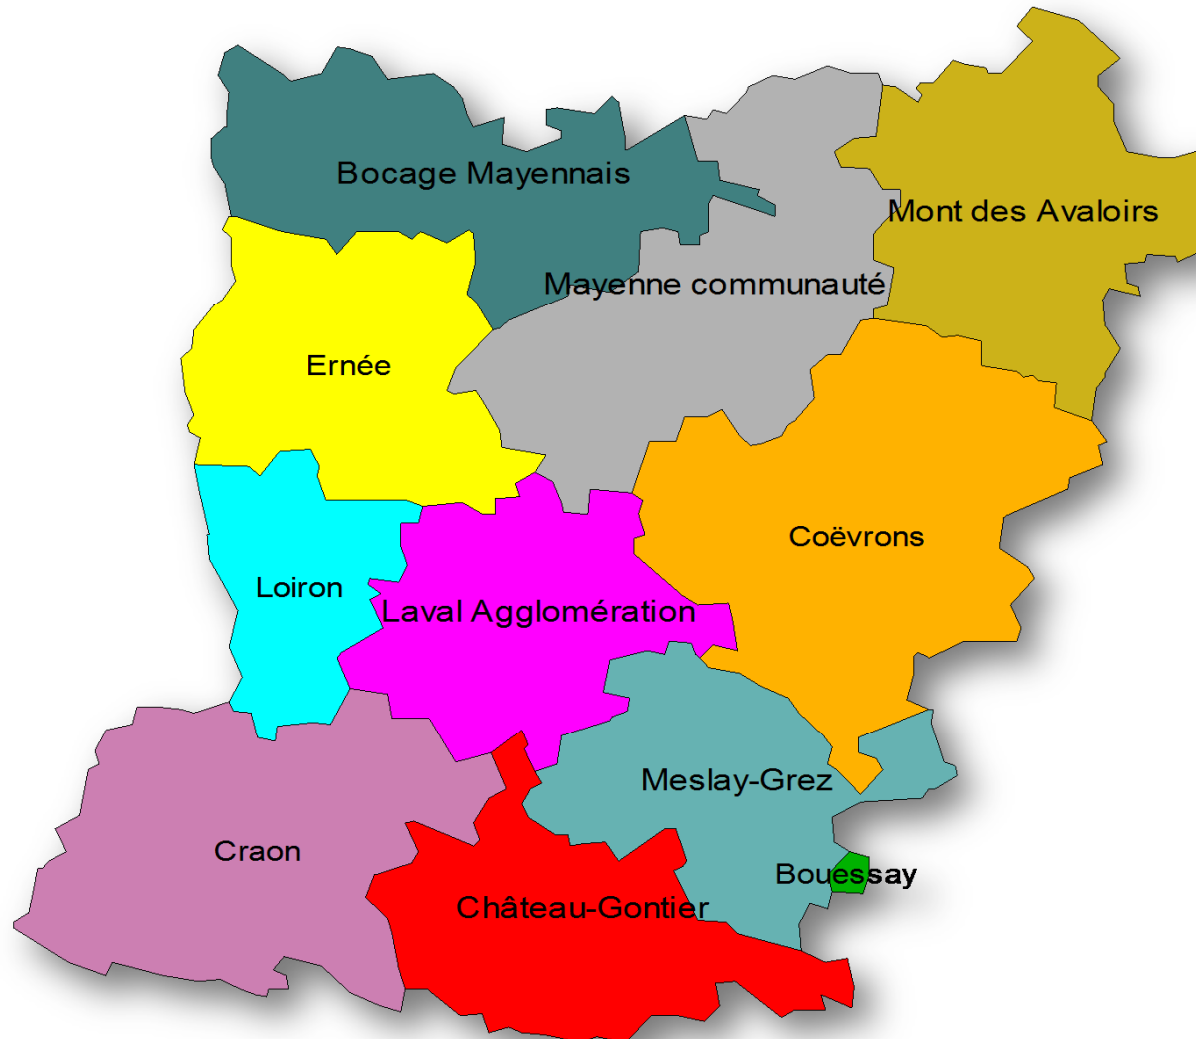 Bocage Mayennais
Mont des Avaloirs
Mayenne communauté
Ernée
Coëvrons
Loiron
Laval Agglomération
Meslay-Grez
Craon
Bouessay
Château-Gontier